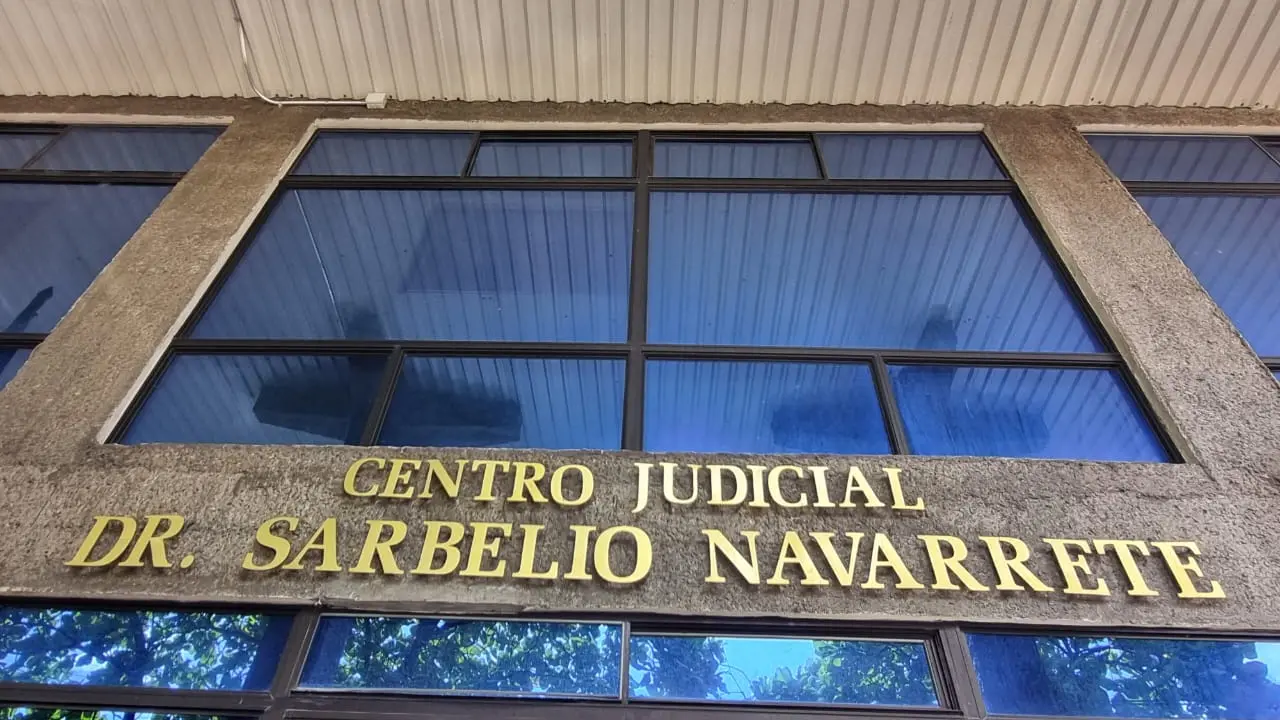 CENTRO JUDICIAL
DR. SARBELIO NAVARRETE